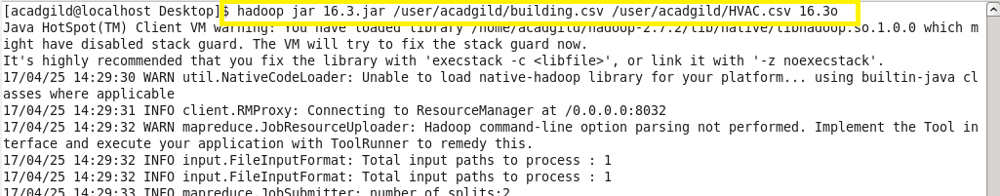 [acadgild@localhost Desktop]$ hadoop jar 16.3.jar /user/acadgild/building.csv /user/acadgild/HVAC.csv 16.3o
Java HotSpot(TM) Client VM warning: You have loaded library /home/acadgild/hadoop-2.7.2/lib/native/libhadoop.so.1.0.0 which m
ight have disabled stack guard. The VM will try to fix the stack guard now.
It's highly recommended that you fix the library with 'execstack -c <libfile>', or link it with '-z noexecstack'.
17/04/25 14:29:30 WARN util.NativeCodeLoader: Unable to load native-hadoop library for your platform... using builtin-java cl
asses where applicable
17/04/25 14:29:31 INFO client.RMProxy: Connecting to ResourceManager at /0.0.0.0:8032
17/04/25 14:29:32 WARN mapreduce.JobResourceUploader: Hadoop command-line option parsing not performed. Implement the Tool in
terface and execute your application with ToolRunner to remedy this.
17/04/25 14:29:32 INFO input.FileInputFormat: Total input paths to process : 1
17/04/25 14:29:32 INFO input.FileInputFormat: Total input paths to process : 1
17/04/25 14:29:33 INFO mapreduce.JobSubmitter: number of splits:2